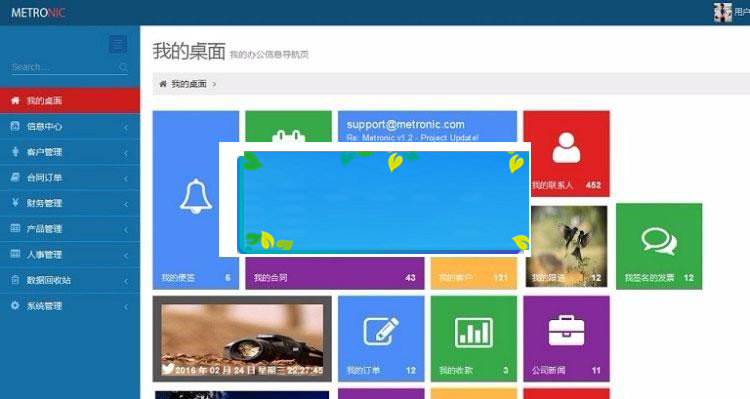 METRONIC
用户
Search...
我的桌面
信息中心
客户管理
合同订单
财务管理
产品管理
人事管理
数据回收站
系统管理
我的桌面 我的办公信息导航页
我的桌面 >
support@metronic.com
Re: Metronic v1.2 - Project Update!
我的联系人 452
我的便签 6
我的合同 43
我的客户 121
我的跟进 12
我签名的发票 12
2016 年 02 月 24 日 星期三 22:27:45
我的订单 12
我的收款 3
公司新闻 11